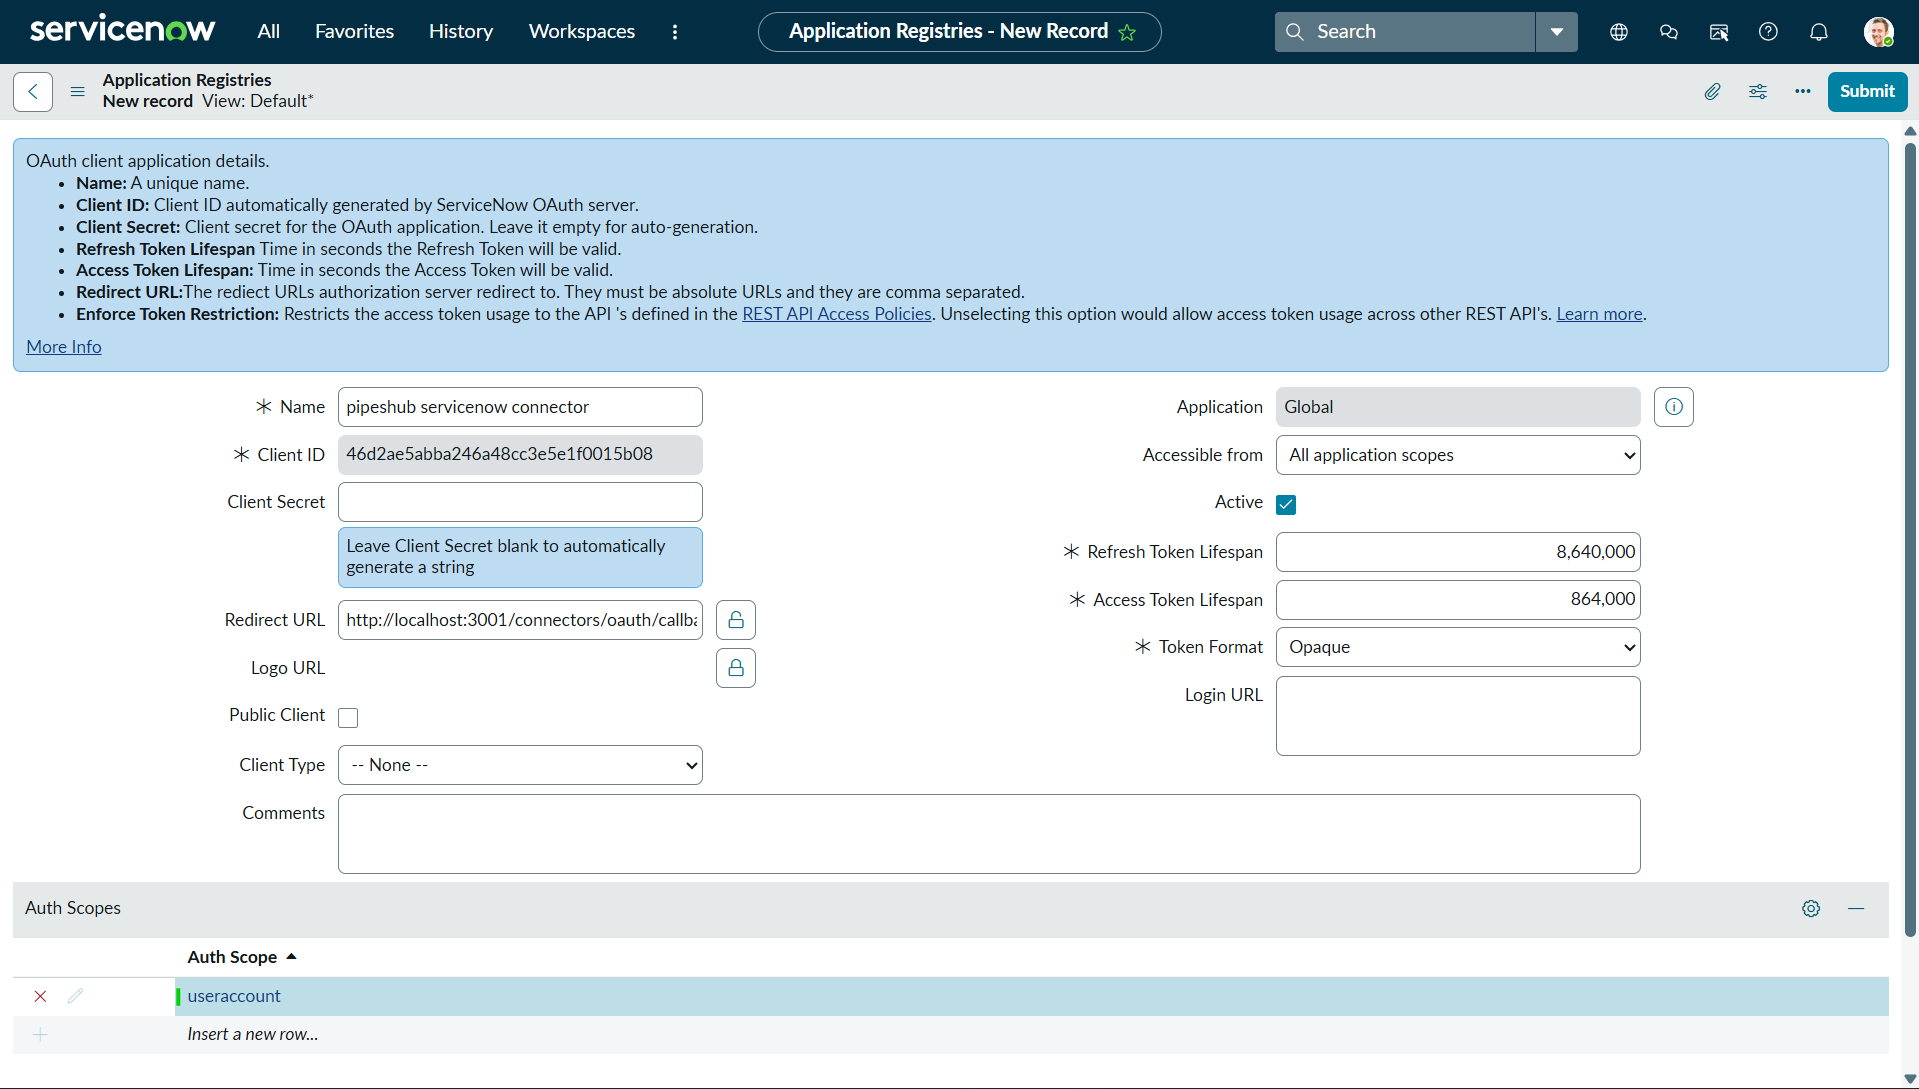 servicenow
All
Favorites
History
Workspaces
Application Registries - New Record
Search
Application Registries
New record View: Default*
Submit
OAuth client application details.
Name: A unique name.
Client ID: Client ID automatically generated by ServiceNow OAuth server.
Client Secret: Client secret for the OAuth application. Leave it empty for auto-generation.
Refresh Token Lifespan Time in seconds the Refresh Token will be valid.
Access Token Lifespan: Time in seconds the Access Token will be valid.
Redirect URL:The rediect URLs authorization server redirect to. They must be absolute URLs and they are comma separated.
Enforce Token Restriction: Restricts the access token usage to the API 's defined in the REST API Access Policies. Unselecting this option would allow access token usage across other REST API's. Learn more.
More Info
Name
pipeshub servicenow connector
Client ID
46d2ae5abba246a48cc3e5e1f0015b08
Client Secret
Leave Client Secret blank to automatically
generate a string
Redirect URL
http://localhost:3001/connectors/oauth/callba
Logo URL
Public Client
Client Type
-- None --
Comments
Application
Global
Accessible from
All application scopes
Active
Refresh Token Lifespan
8,640,000
Access Token Lifespan
864,000
Token Format
Opaque
Login URL
Auth Scopes
Auth Scope
useraccount
Insert a new row...